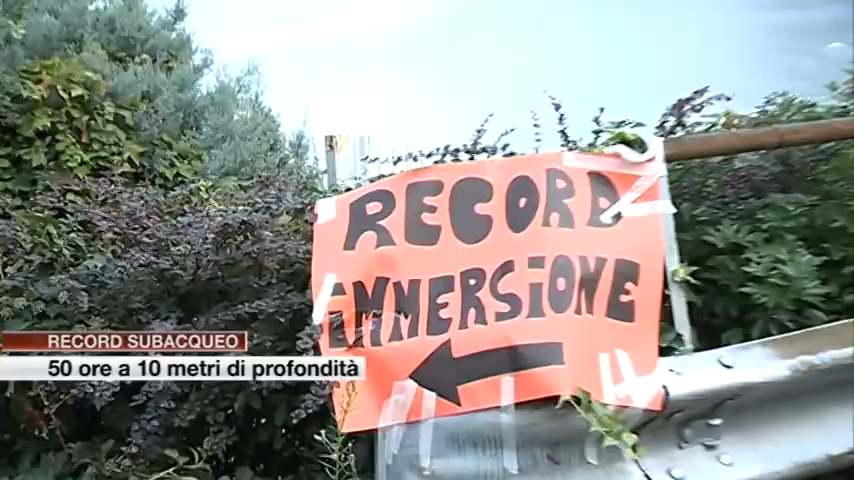 RECORD
iMMERSiONE
RECORD SUBACQUEO
50 ore a 10 metri di profondità